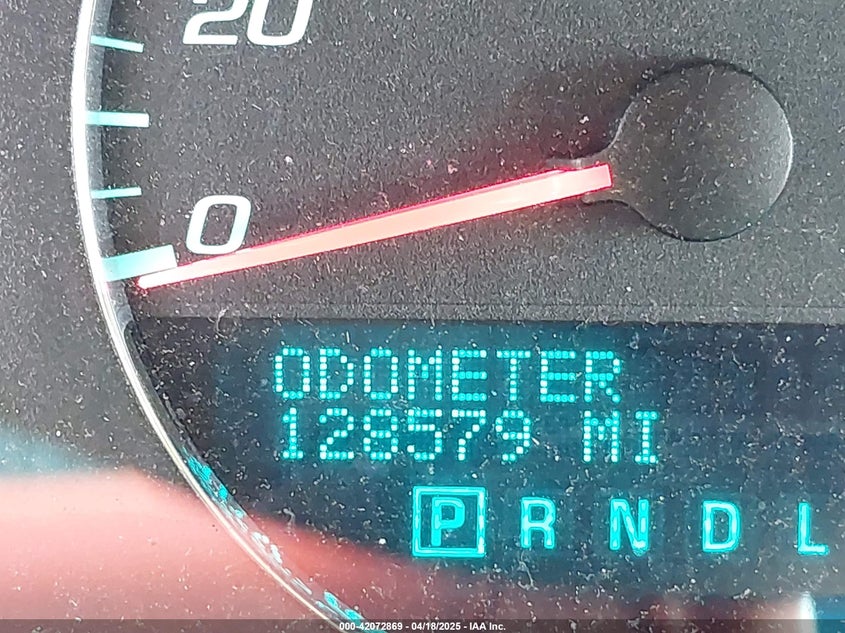 20
0
ODOMETER
128579 MI
P R N D L
000-42072869 - 04/18/2025 - IAA Inc.